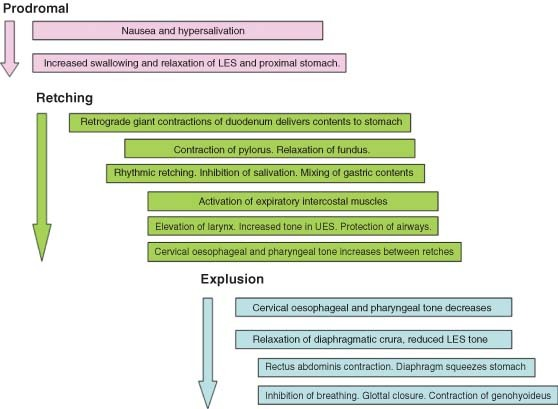 Prodromal
Nausea and hypersalivation
Increased swallowing and relaxation of LES and proximal stomach.
Retching
Retrograde giant contractions of duodenum delivers contents to stomach
Contraction of pylorus. Relaxation of fundus.
Rhythmic retching. Inhibition of salivation. Mixing of gastric contents
Activation of expiratory intercostal muscles
Elevation of larynx. Increased tone in UES. Protection of airways.
Cervical oesophageal and pharyngeal tone increases between retches
Explusion
Cervical oesophageal and pharyngeal tone decreases
Relaxation of diaphragmatic crura, reduced LES tone
Rectus abdominis contraction. Diaphragm squeezes stomach
Inhibition of breathing. Glottal closure. Contraction of genohyoideus